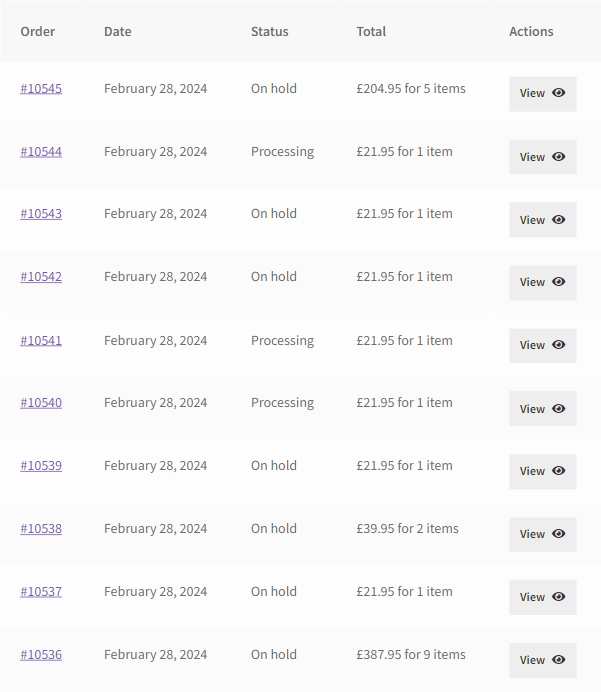 Order Date Status Total Actions
#10545 February 28, 2024 On hold £204.95 for 5 items View
#10544 February 28, 2024 Processing £21.95 for 1 item View
#10543 February 28, 2024 On hold £21.95 for 1 item View
#10542 February 28, 2024 On hold £21.95 for 1 item View
#10541 February 28, 2024 Processing £21.95 for 1 item View
#10540 February 28, 2024 Processing £21.95 for 1 item View
#10539 February 28, 2024 On hold £21.95 for 1 item View
#10538 February 28, 2024 On hold £39.95 for 2 items View
#10537 February 28, 2024 On hold £21.95 for 1 item View
#10536 February 28, 2024 On hold £387.95 for 9 items View